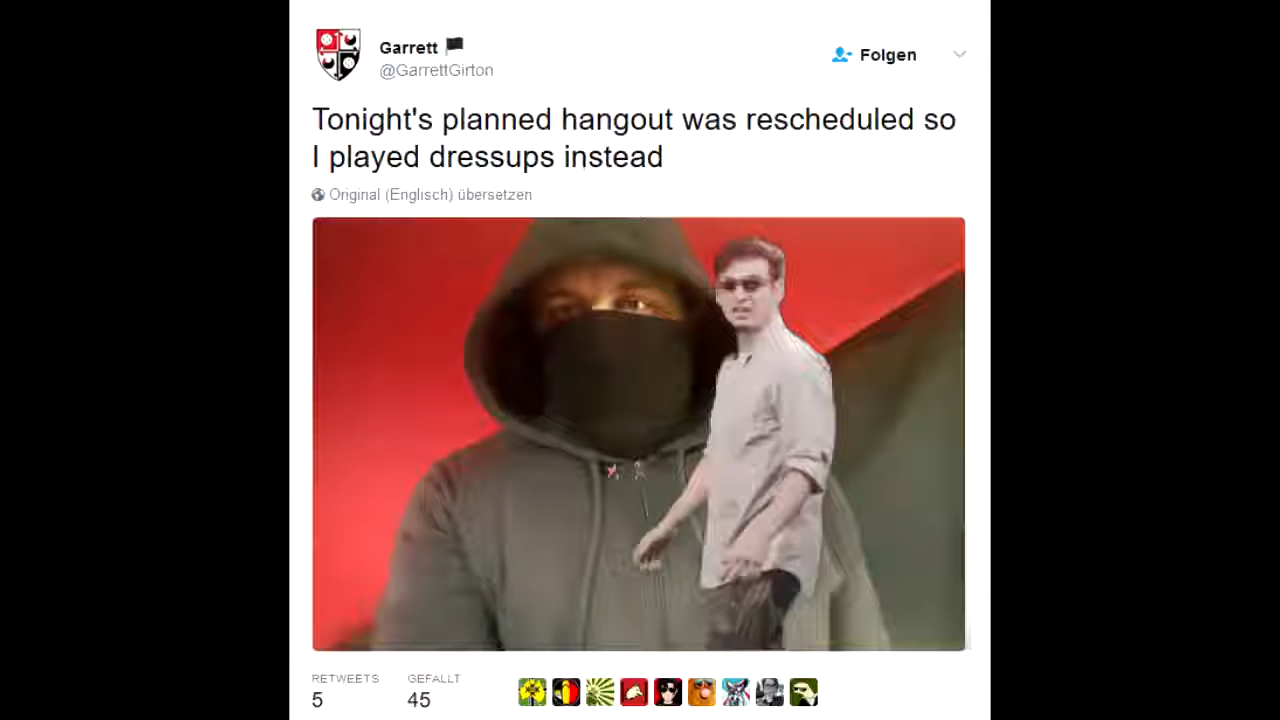 Garrett 🏴
@GarrettGirton
Folgen
Tonight's planned hangout was rescheduled so
I played dressups instead
Original (Englisch) übersetzen
RETWEETS
GEFÄLLT
5
45